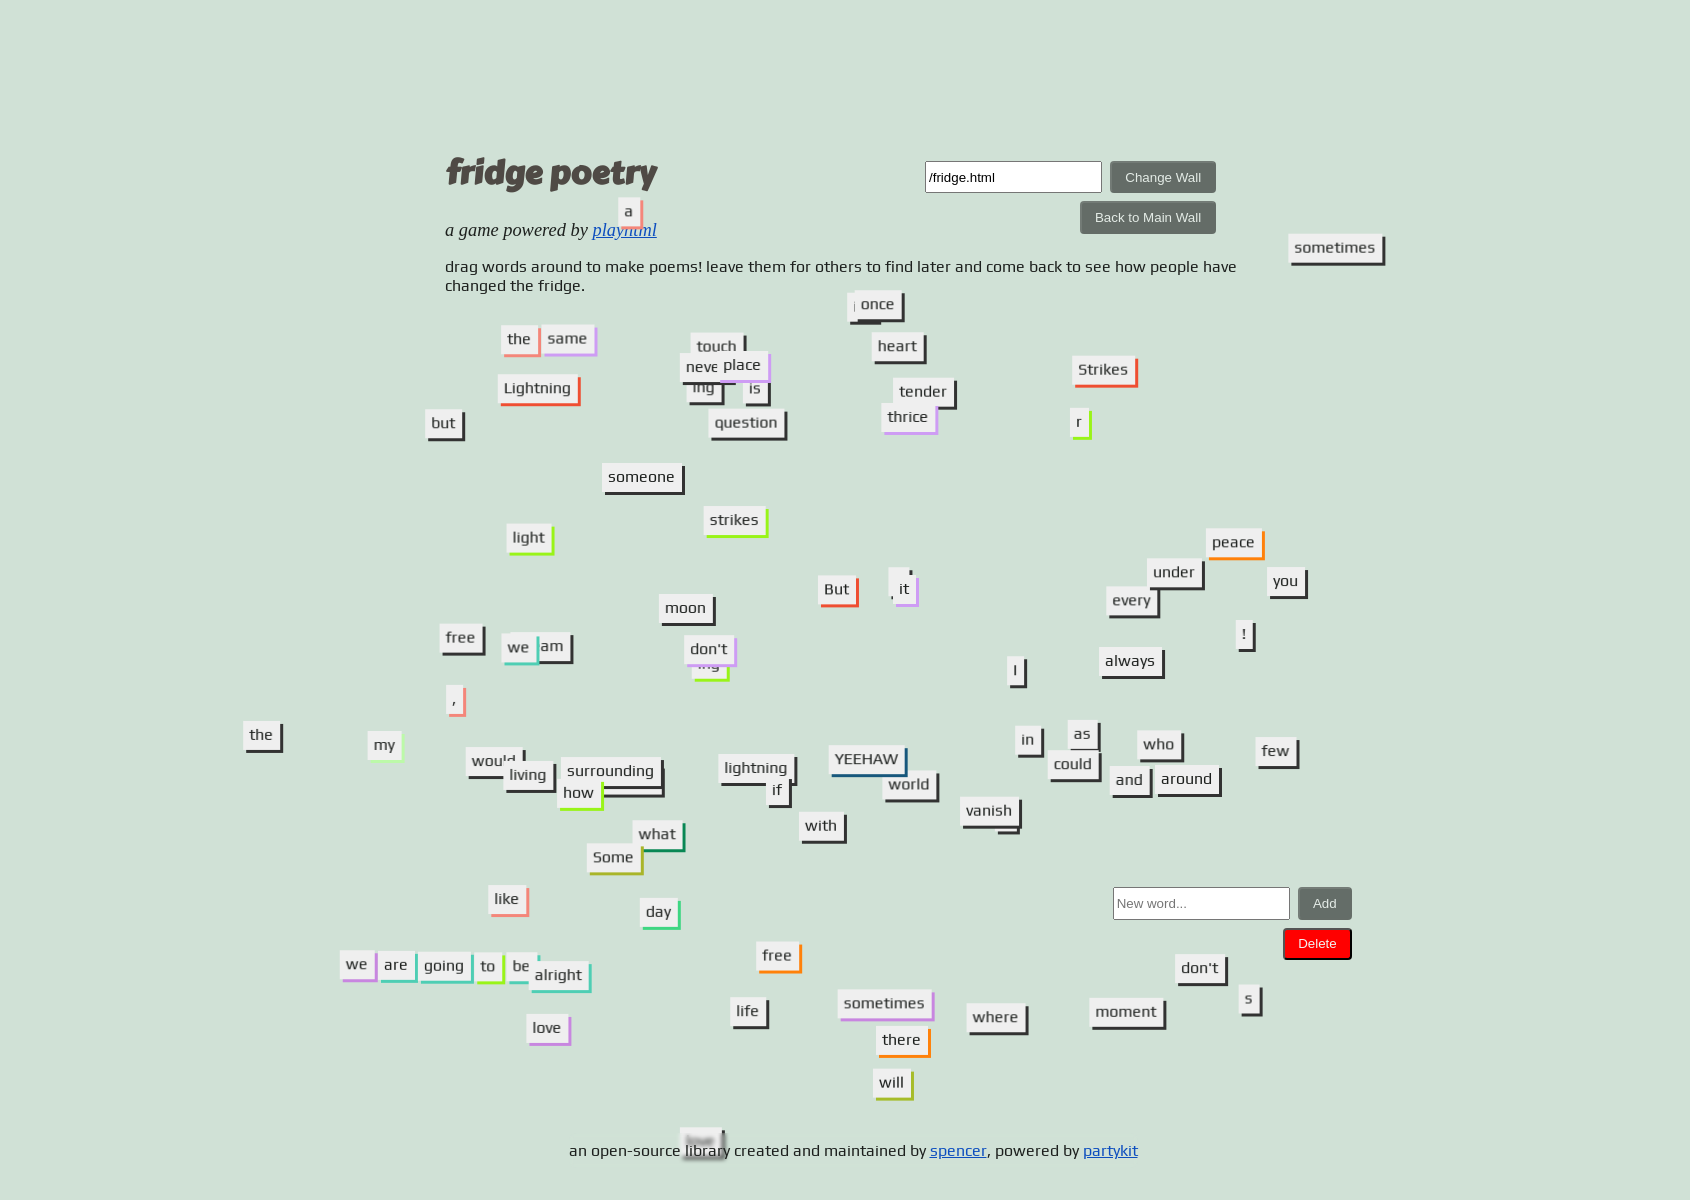 fridge poetry
/fridge.html
Change Wall
a
Back to Main Wall
a game powered by playhtml
sometimes
drag words around to make poems! leave them for others to find later and come back to see how people have
changed the fridge.
once
the
same
touch
heart
neve
place
Strikes
Lightning
ing
is
tender
but
question
thrice
r
someone
strikes
light
peace
under
you
But
it
every
moon
free
we
am
don't
ing
!
always
I
,
the
my
in
as
who
few
would
living
surrounding
how
lightning
if
YEEHAW
world
could
and
around
with
vanish
what
Some
like
day
New word...
Add
Delete
free
we
are
going
to
be
alright
don't
s
life
sometimes
where
moment
love
there
will
love
an open-source library created and maintained by spencer, powered by partykit